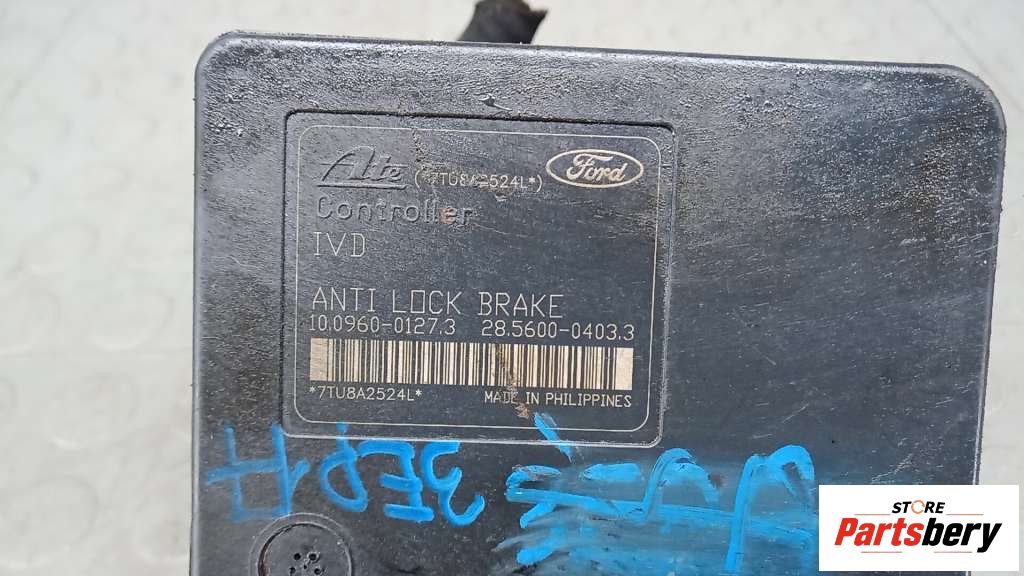 Ate (*7TU8A2524L*) Ford
Controller
IVD
ANTI LOCK BRAKE
10.0960-0127.3 28.5600-0403.3
*7TU8A2524L* MADE IN PHILIPPINES
STORE
Partsbery